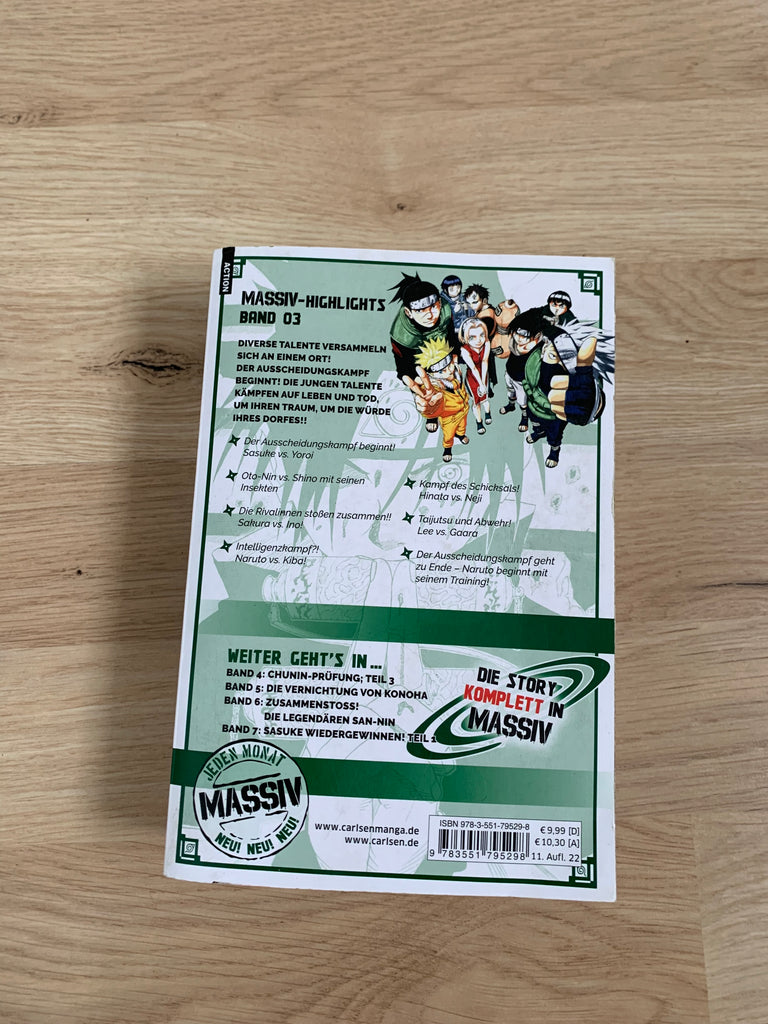 ACTION
MASSIV-HIGHLIGHTS
BAND 03
DIVERSE TALENTE VERSAMMELN
SICH AN EINEM ORT!
DER AUSSCHEIDUNGSKAMPF
BEGINNT! DIE JUNGEN TALENTE
KÄMPFEN AUF LEBEN UND TOD,
UM IHREN TRAUM, UM DIE WÜRDE
IHRES DORFES!!
Der Ausscheidungskampf beginnt!
Sasuke vs. Yoroi
Oto-Nin vs. Shino mit seinen
Insekten
Die Rivalinnen stoßen zusammen!!
Sakura vs. Ino!
Intelligenzkampf?!
Naruto vs. Kiba!
Kampf des Schicksals!
Hinata vs. Neji
Taijutsu und Abwehr!
Lee vs. Gaara
Der Ausscheidungskampf geht
zu Ende – Naruto beginnt mit
seinem Training!
WEITER GEHT'S IN ...
BAND 4: CHUNIN-PRÜFUNG; TEIL 3
BAND 5: DIE VERNICHTUNG VON KONOHA
BAND 6: ZUSAMMENSTOSS!
DIE LEGENDÄREN SAN-NIN
BAND 7: SASUKE WIEDERGEWINNEN! TEIL 1
DIE STORY
KOMPLETT IN
MASSIV
JEDEN MONAT
MASSIV
NEU! NEU! NEU!
www.carlsenmanga.de
www.carlsen.de
ISBN 978-3-551-79529-8
9 783551 795298
€ 9,99 [D]
€ 10,30 [A]
11. Aufl. 22